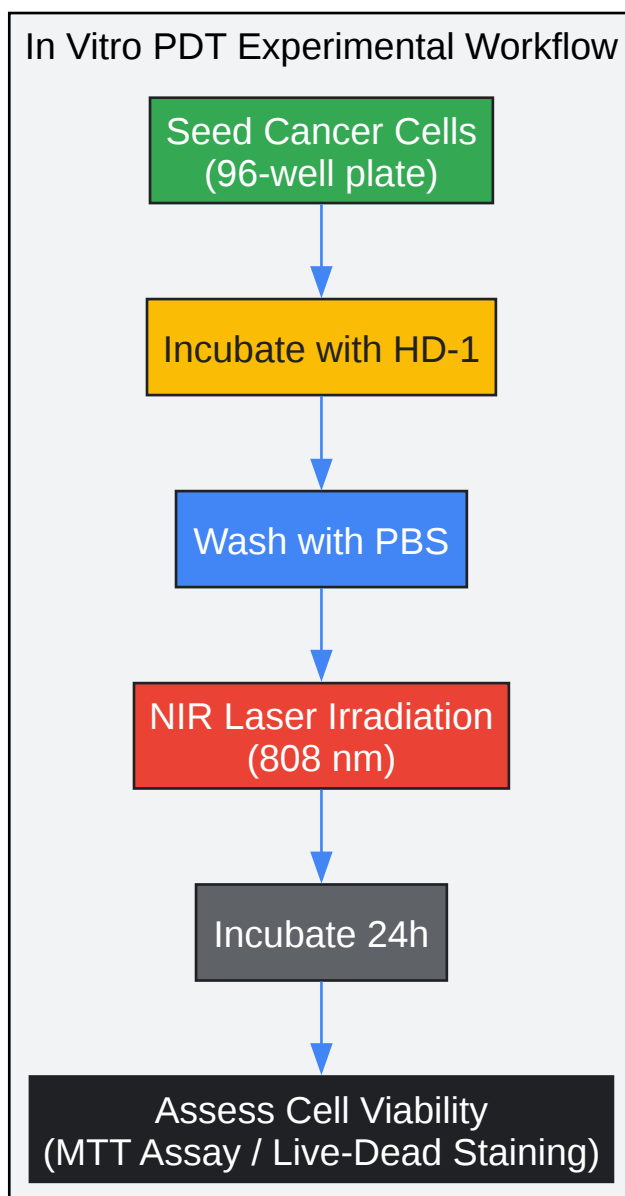 In Vitro PDT Experimental Workflow
Seed Cancer Cells
(96-well plate)
Incubate with HD-1
Wash with PBS
NIR Laser Irradiation
(808 nm)
Incubate 24h
Assess Cell Viability
(MTT Assay / Live-Dead Staining)